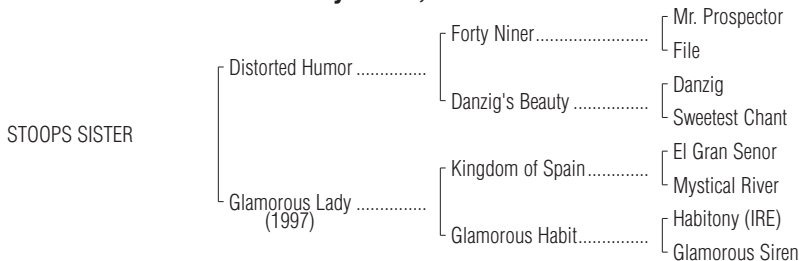 Mr. Prospector
Forty Niner........................
File
Distorted Humor ...............
Danzig
Danzig's Beauty ................
Sweetest Chant
STOOPS SISTER
El Gran Senor
Kingdom of Spain.............
Mystical River
Glamorous Lady ...............
(1997)
Habitony (IRE)
Glamorous Habit...............
Glamorous Siren